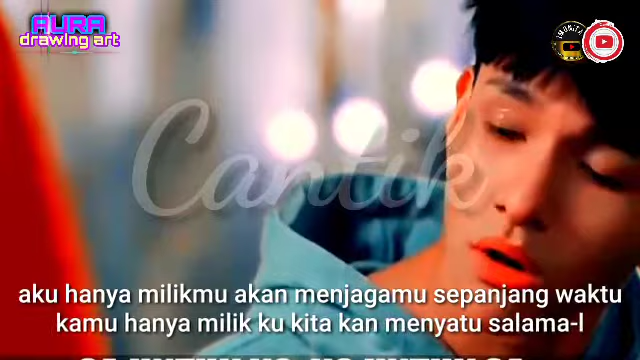 AURA
drawing art
Cantik
aku hanya milikmu akan menjagamu sepanjang waktu
kamu hanya milik ku kita kan menyatu salama-l